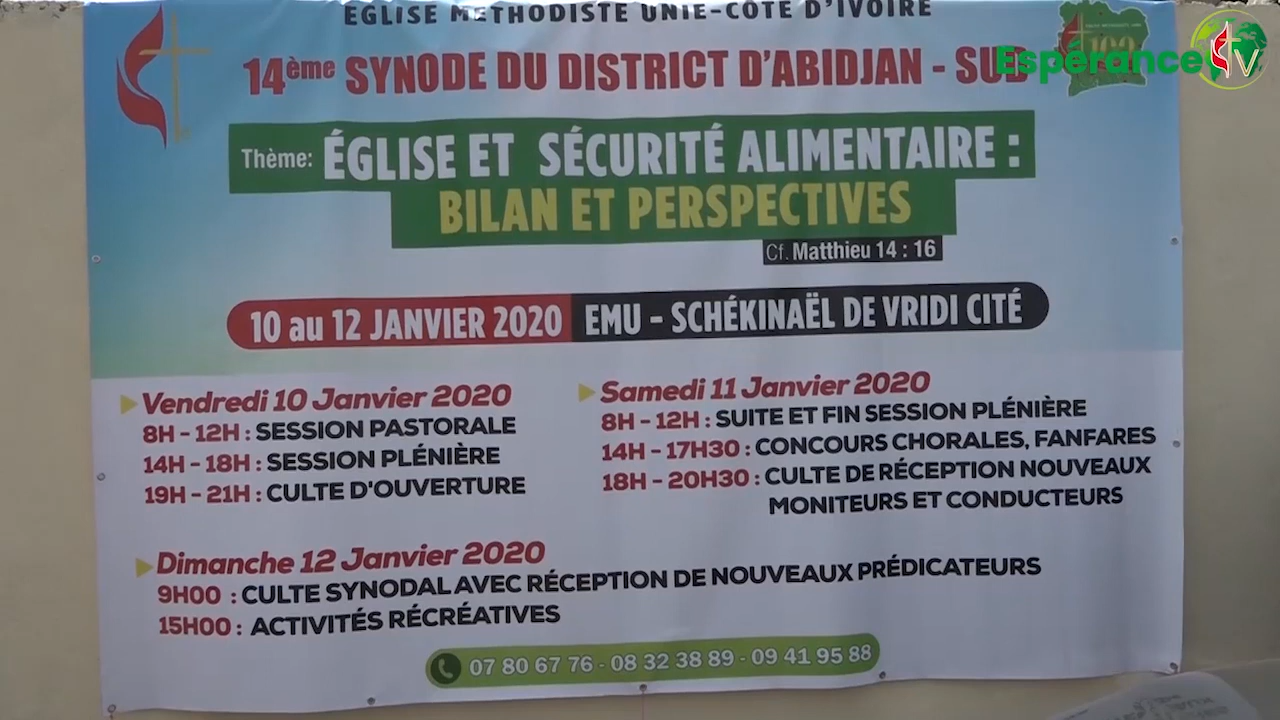 ÉGLISE MÉTHODISTE UNIE-CÔTE D'IVOIRE
14ème SYNODE DU DISTRICT D'ABIDJAN - SUD
Espérance TV
Thème: ÉGLISE ET SÉCURITÉ ALIMENTAIRE :
BILAN ET PERSPECTIVES
Cf. Matthieu 14 : 16
10 au 12 JANVIER 2020 EMU - SCHÉKINAËL DE VRIDI CITÉ
Vendredi 10 Janvier 2020
8H - 12H : SESSION PASTORALE
14H - 18H : SESSION PLÉNIÈRE
19H - 21H : CULTE D'OUVERTURE
Samedi 11 Janvier 2020
8H - 12H : SUITE ET FIN SESSION PLÉNIÈRE
14H - 17H30 : CONCOURS CHORALES, FANFARES
18H - 20H30 : CULTE DE RÉCEPTION NOUVEAUX
MONITEURS ET CONDUCTEURS
Dimanche 12 Janvier 2020
9H00 : CULTE SYNODAL AVEC RÉCEPTION DE NOUVEAUX PRÉDICATEURS
15H00 : ACTIVITÉS RÉCRÉATIVES
07 80 67 76 - 08 32 38 89 - 09 41 95 88